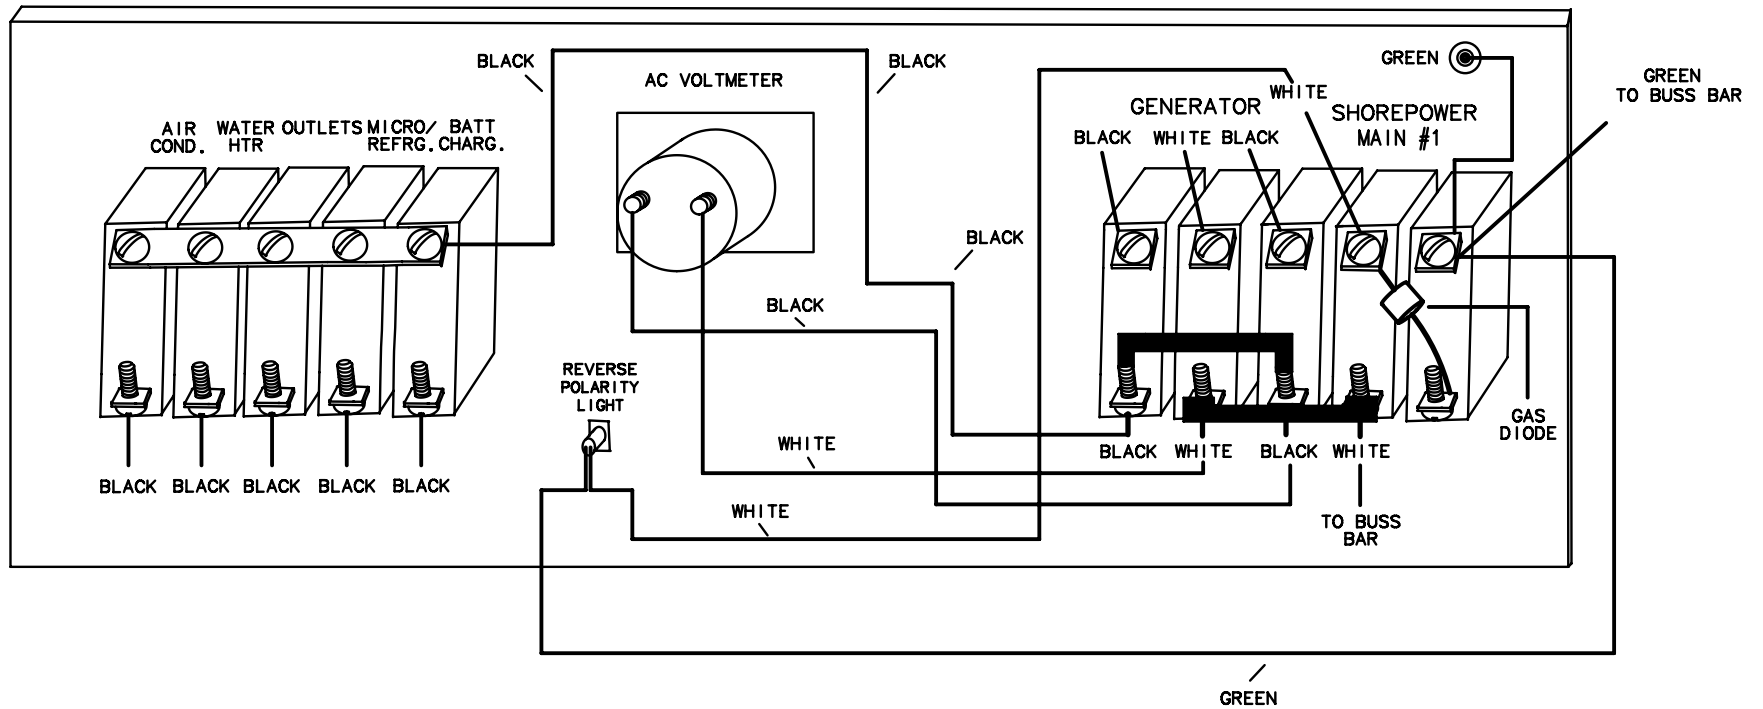 BLACK
AC VOLTMETER
BLACK
GREEN
GREEN
TO BUSS BAR
WHITE
GENERATOR
SHOREPOWER
MAIN #1
BLACK
WHITE
BLACK
AIR
COND.
WATER
HTR
OUTLETS
MICRO/
REFRG.
BATT
CHARG.
BLACK
BLACK
REVERSE
POLARITY
LIGHT
GAS
DIODE
WHITE
BLACK
WHITE
BLACK
WHITE
BLACK
BLACK
BLACK
BLACK
BLACK
WHITE
TO BUSS
BAR
GREEN